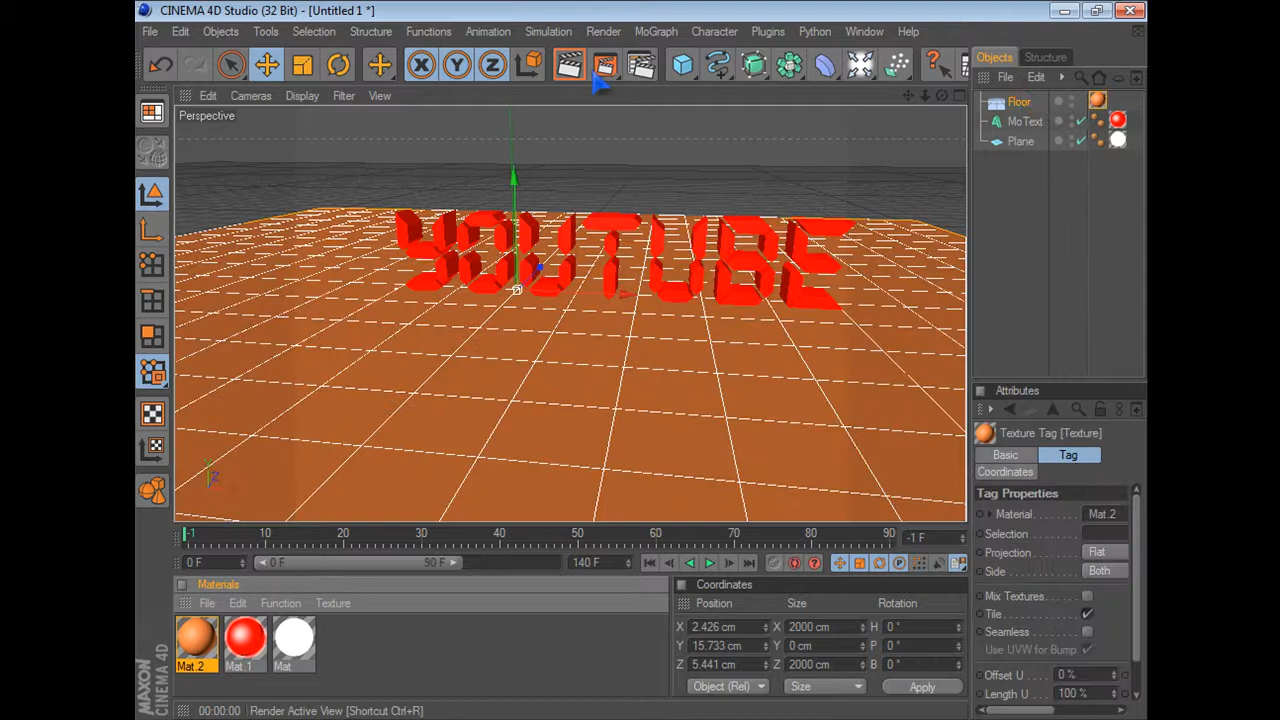 CINEMA 4D Studio (32 Bit) - [Untitled 1 *]
File Edit Objects Tools Selection Structure Functions Animation Simulation Render MoGraph Character Plugins Python Window Help
X Y Z
Objects Structure
File Edit
Edit Cameras Display Filter View
Perspective
Floor
MoText
Plane
YOUTUBE
Z
Attributes
Texture Tag [Texture]
Basic Tag
Coordinates
Tag Properties
Material Mat.2
Selection
Projection Flat
Side Both
Mix Textures
Tile
Seamless
Use UVW for Bump
Offset U 0 %
Length U 100 %
-1 10 20 30 40 50 60 70 80 90 -1 F
0 F 0 F 90 F 140 F
Materials
File Edit Function Texture
Mat.2 Mat.1 Mat
Coordinates
Position Size Rotation
X 2.426 cm X 2000 cm H 0 °
Y 15.733 cm Y 0 cm P 0 °
Z 5.441 cm Z 2000 cm B 0 °
Object (Rel) Size Apply
MAXON CINEMA 4D
00:00:00 Render Active View [Shortcut Ctrl+R]